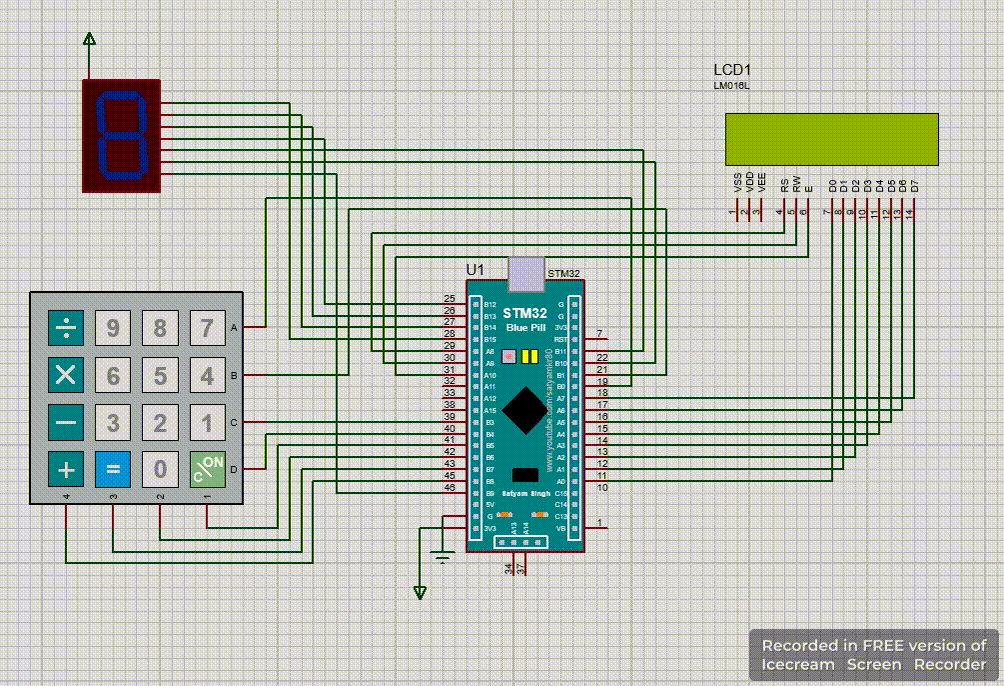 LCD1
LM016L
VSS
VDD
VEE
RS
RW
E
D0
D1
D2
D3
D4
D5
D6
D7
1
2
3
4
5
6
7
8
9
10
11
12
13
14
U1
STM32
STM32
Blue Pill
www.youtube.com/satyamkr80
Satyam Singh
25 B12
26 B13
27 B14
28 B15
29 A8
30 A9
31 A10
32 A11
33 A12
38 A15
39 B3
40 B4
41 B5
42 B6
43 B7
45 B8
46 B9
5V
G
3V3
G
G
3V3
RST 7
B11 22
B10 21
B1 19
B0 18
A7 17
A6 16
A5 15
A4 14
A3 13
A2 12
A1 11
A0 10
C15
C14
C13
VB 1
A13
A14
34
37
÷ 9 8 7 A
× 6 5 4 B
− 3 2 1 C
+ = 0 ON/C D
4 3 2 1
Recorded in FREE version of
Icecream Screen Recorder